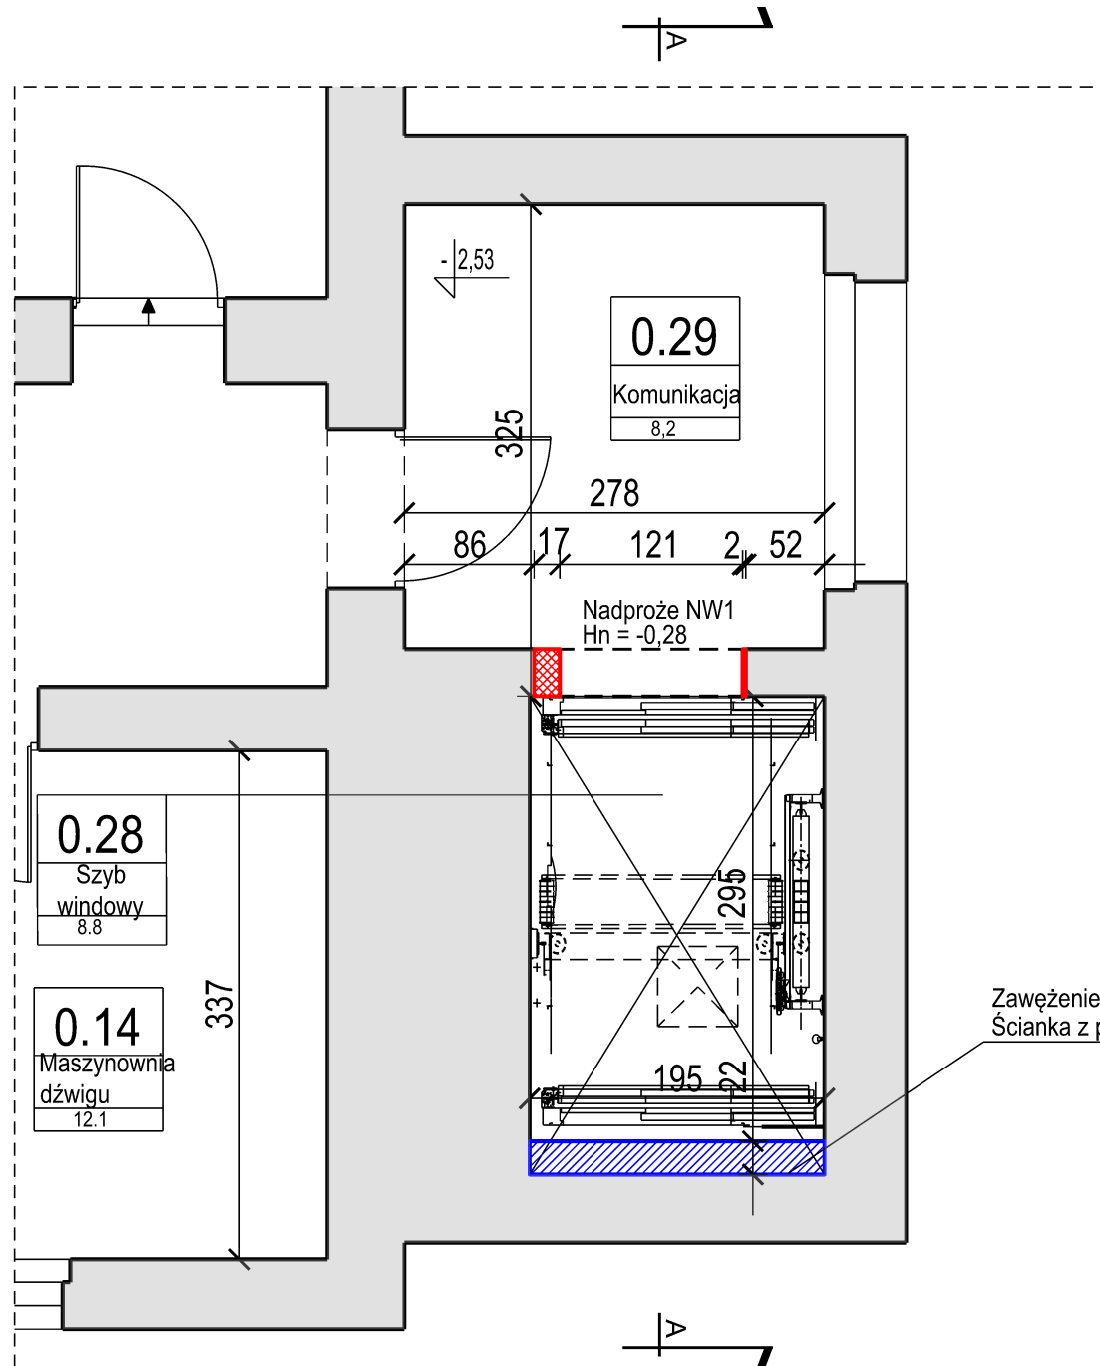 A
- 2,53
0.29
Komunikacja
8,2
325
278
86 17 121 2 52
Nadproże NW1
Hn = -0,28
0.28
Szyb
windowy
8.8
295
337
0.14
Maszynownia
dźwigu
12.1
Zawężenie
Ścianka z p
195 22
A